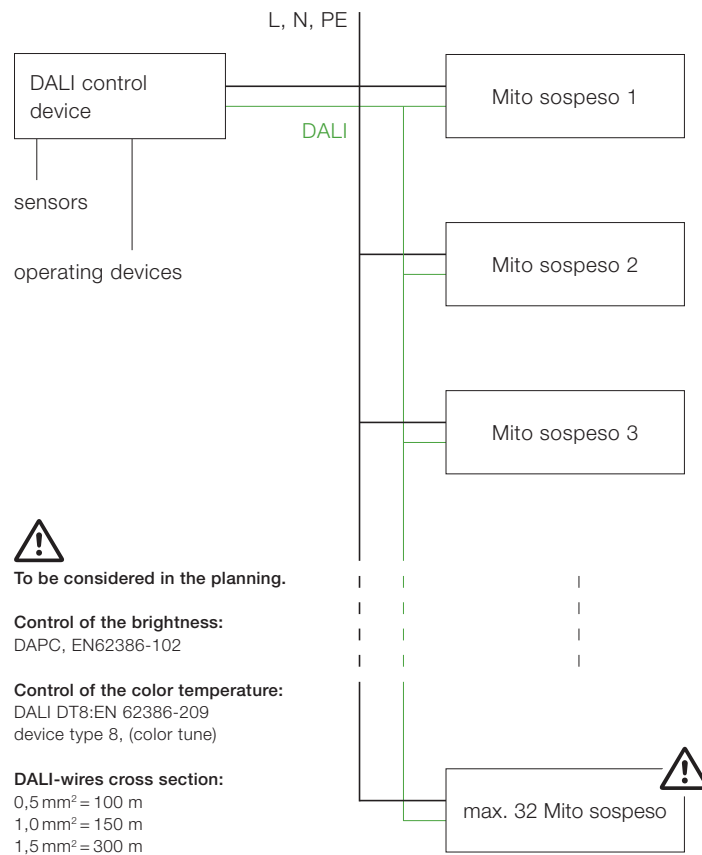 L, N, PE
DALI control
device
Mito sospeso 1
DALI
sensors
operating devices
Mito sospeso 2
Mito sospeso 3
To be considered in the planning.
Control of the brightness:
DAPC, EN62386-102
Control of the color temperature:
DALI DT8:EN 62386-209
device type 8, (color tune)
DALI-wires cross section:
0,5 mm² = 100 m
1,0 mm² = 150 m
1,5 mm² = 300 m
max. 32 Mito sospeso